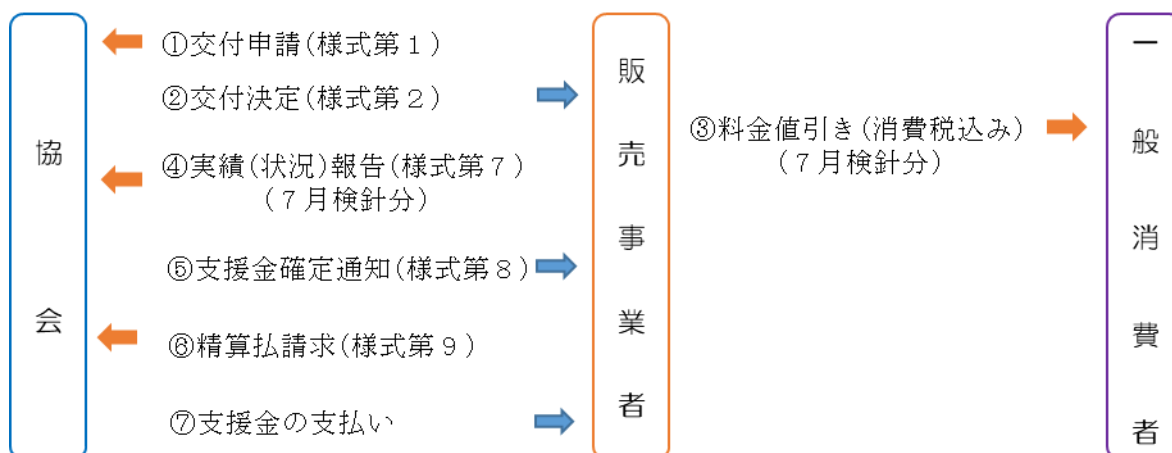 協会
①交付申請(様式第1)
②交付決定(様式第2)
④実績(状況)報告(様式第7)
(7月検針分)
⑤支援金確定通知(様式第8)
⑥精算払請求(様式第9)
⑦支援金の支払い
販売事業者
③料金値引き(消費税込み)
(7月検針分)
一般消費者